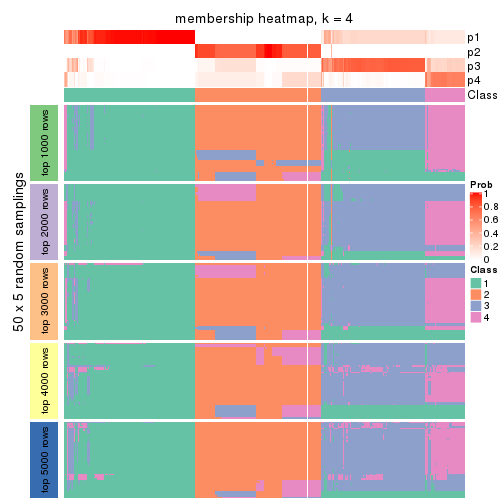 membership heatmap, k = 4
p1
p2
p3
p4
Class
50 x 5 random samplings
top 1000 rows
top 2000 rows
top 3000 rows
top 4000 rows
top 5000 rows
Prob
1
0.8
0.6
0.4
0.2
0
Class
1
2
3
4